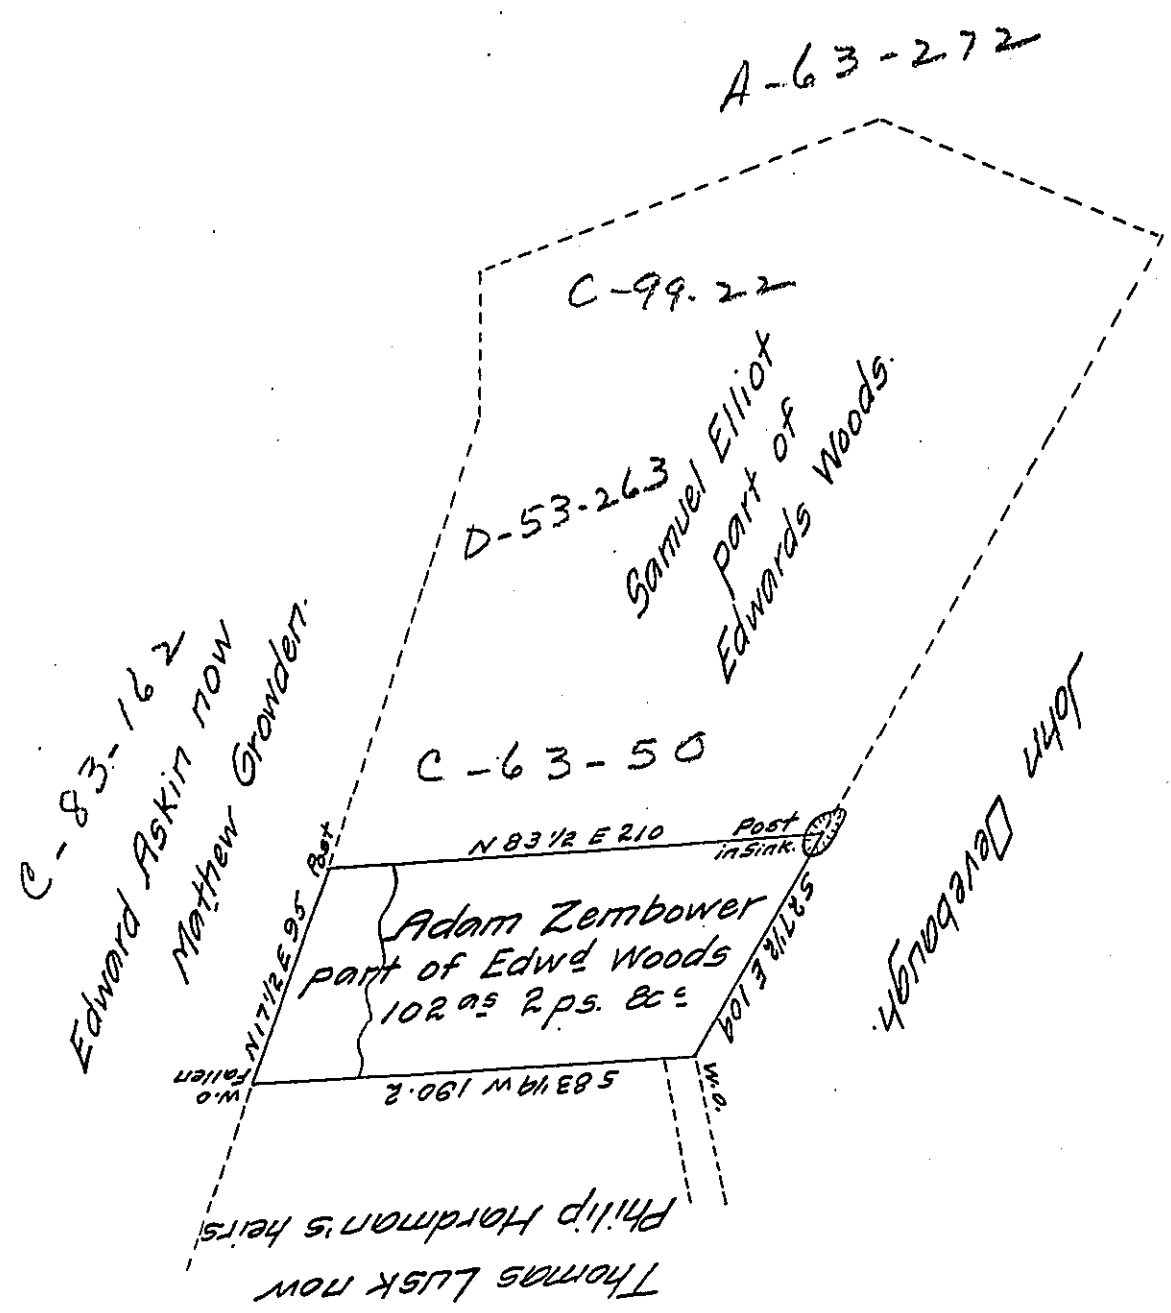 A-63-272
C-99.22
Samuel Elliot
part of
Edwards Woods.
D-53-263
C-83-162
Edward Askin now
Mathew Growden.
John Devebaugh.
C-63-50
Post
N 83 1/2 E 210
Post
in Sink.
N 17 1/2 E 95
Adam Zembower
part of Edwd Woods
102 as 2 ps. &cs
S 27 1/2 E 109
W.O.
Fallen
S 83 1/4 W 190.2
W.O.
Thomas Lusk now
Philip Hardman's heirs